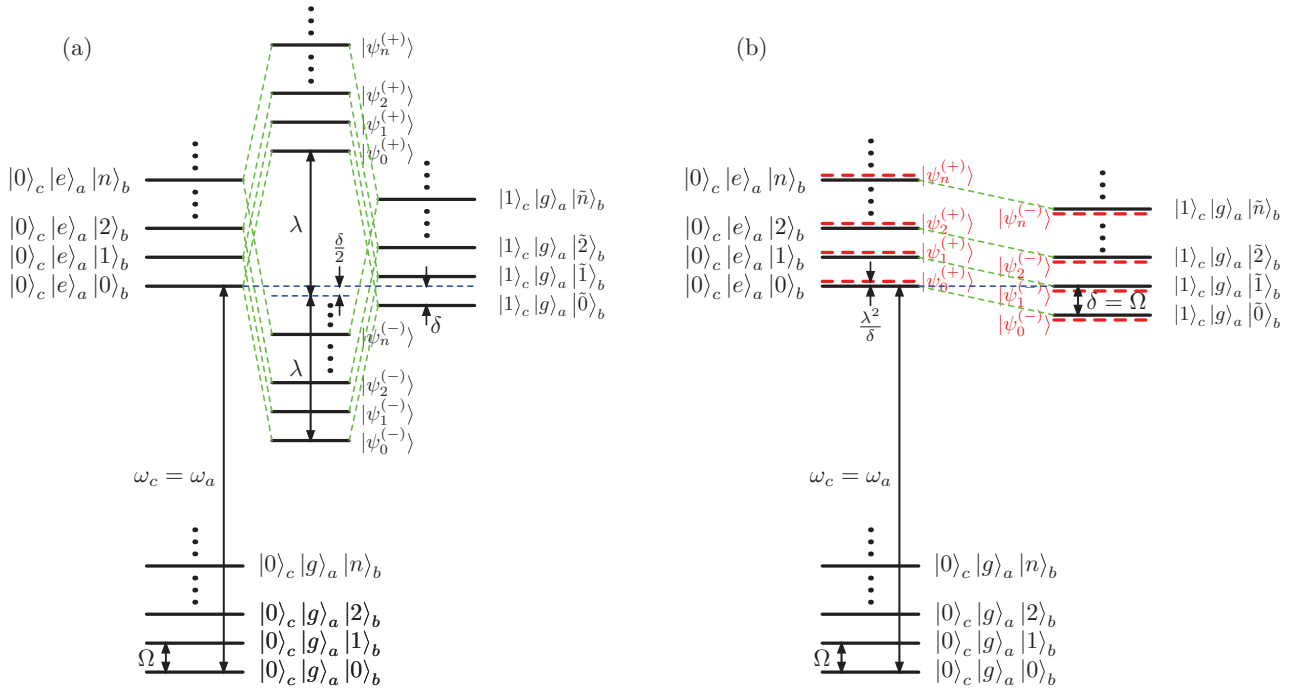 (a)
|ψ_n^{(+)}⟩
|ψ_2^{(+)}⟩
|ψ_1^{(+)}⟩
|ψ_0^{(+)}⟩
|0⟩_c |e⟩_a |n⟩_b
|0⟩_c |e⟩_a |2⟩_b
|0⟩_c |e⟩_a |1⟩_b
|0⟩_c |e⟩_a |0⟩_b
λ
δ/2
|1⟩_c |g⟩_a |ñ⟩_b
|1⟩_c |g⟩_a |2̃⟩_b
|1⟩_c |g⟩_a |1̃⟩_b
|1⟩_c |g⟩_a |0̃⟩_b
δ
λ
|ψ_n^{(-)}⟩
|ψ_2^{(-)}⟩
|ψ_1^{(-)}⟩
|ψ_0^{(-)}⟩
ω_c = ω_a
|0⟩_c |g⟩_a |n⟩_b
|0⟩_c |g⟩_a |2⟩_b
|0⟩_c |g⟩_a |1⟩_b
|0⟩_c |g⟩_a |0⟩_b
Ω
(b)
|0⟩_c |e⟩_a |n⟩_b
|0⟩_c |e⟩_a |2⟩_b
|0⟩_c |e⟩_a |1⟩_b
|0⟩_c |e⟩_a |0⟩_b
|ψ_n^{(+)}⟩
|ψ_2^{(+)}⟩
|ψ_1^{(+)}⟩
|ψ_0^{(+)}⟩
λ²/δ
|ψ_n^{(-)}⟩
|ψ_2^{(-)}⟩
|ψ_1^{(-)}⟩
|ψ_0^{(-)}⟩
δ = Ω
|1⟩_c |g⟩_a |ñ⟩_b
|1⟩_c |g⟩_a |2̃⟩_b
|1⟩_c |g⟩_a |1̃⟩_b
|1⟩_c |g⟩_a |0̃⟩_b
ω_c = ω_a
|0⟩_c |g⟩_a |n⟩_b
|0⟩_c |g⟩_a |2⟩_b
|0⟩_c |g⟩_a |1⟩_b
|0⟩_c |g⟩_a |0⟩_b
Ω